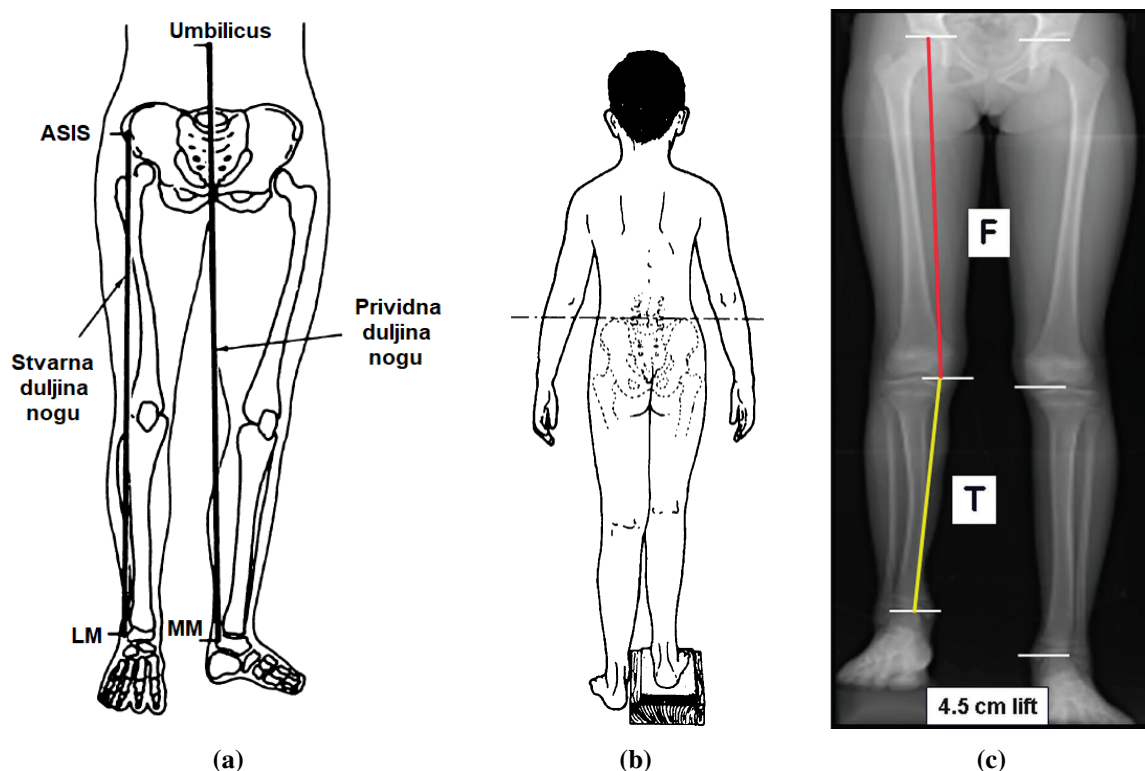 Umbilicus
ASIS
Stvarna
duljina
nogu
Prividna
duljina
nogu
LM
MM
F
T
4.5 cm lift
(a)
(b)
(c)